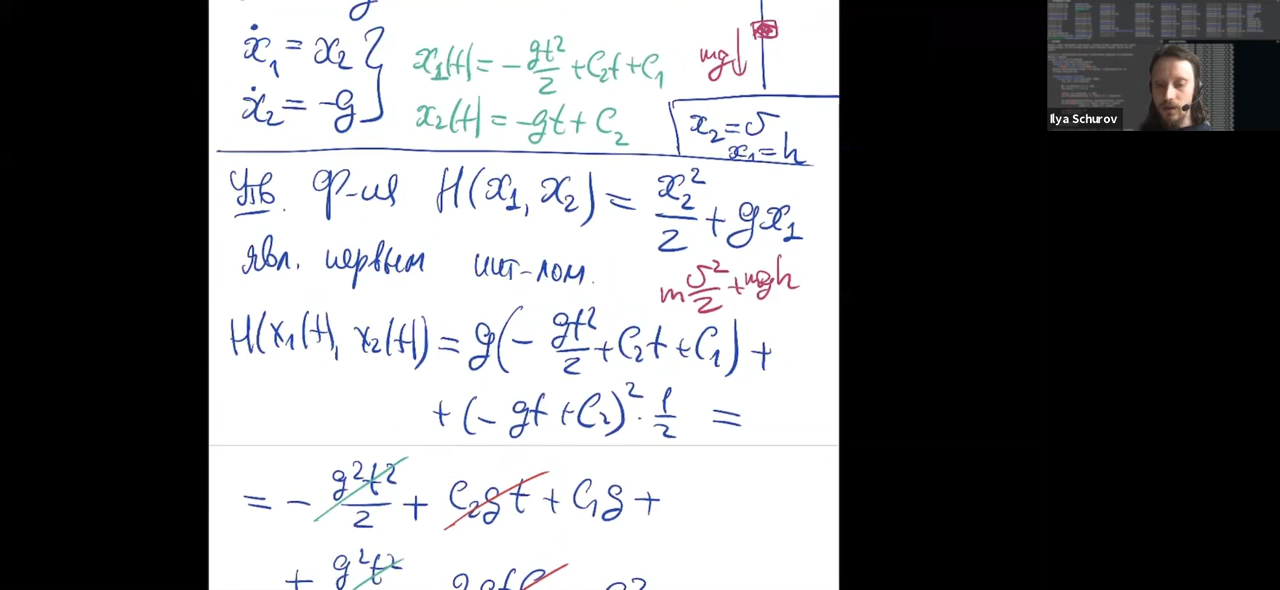 ẋ₁ = x₂
ẋ₂ = -g
x₁(t) = - gt²/2 + C₂t + C₁
x₂(t) = -gt + C₂
mg↓
x₂ = v
x₁ = h
Утв. ф-ия H(x₁, x₂) = x₂²/2 + gx₁
явл. первым инт-лом.
m v²/2 + mgh
H(x₁(t), x₂(t)) = g(- gt²/2 + C₂t + C₁) +
+ (-gt + C₂)² · 1/2 =
= - g²t²/2 + C₂gt + C₁g +
+ g²t²
Ilya Schurov